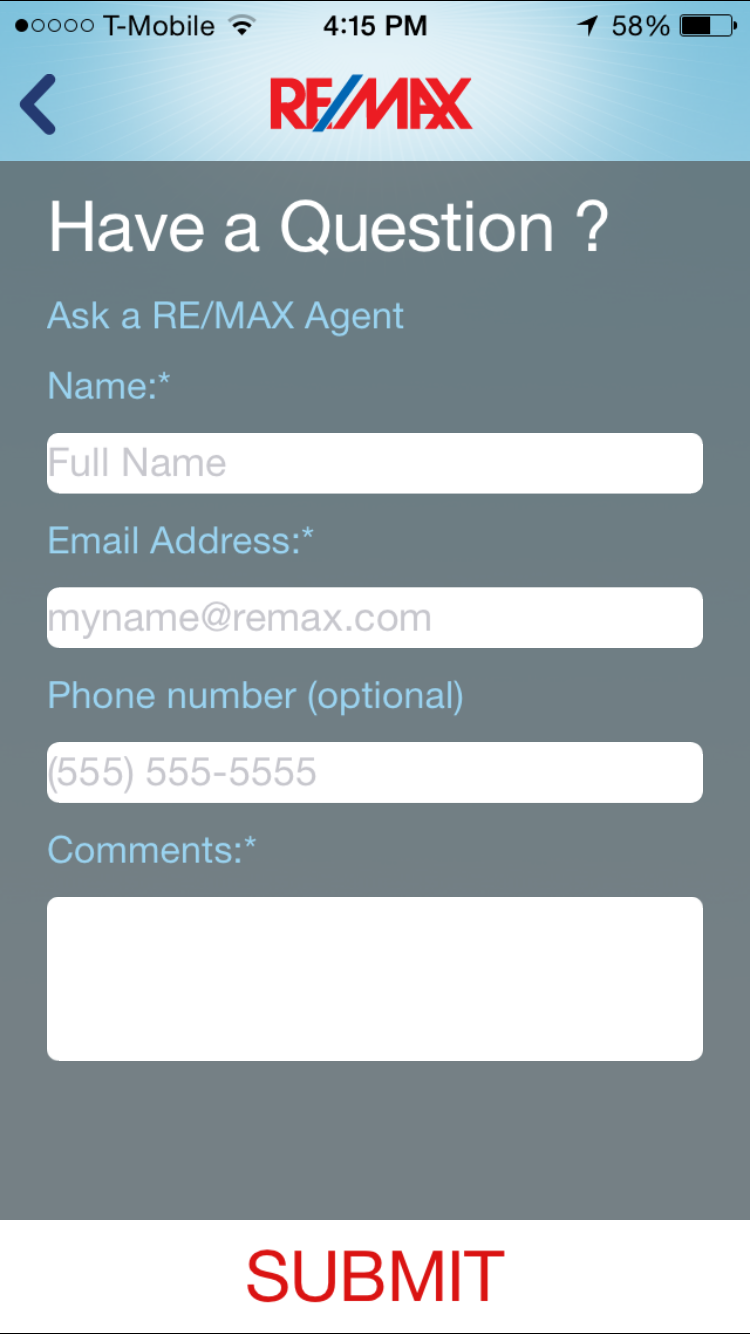 T-Mobile 4:15 PM 58%
RE/MAX
Have a Question ?
Ask a RE/MAX Agent
Name:*
Full Name
Email Address:*
myname@remax.com
Phone number (optional)
(555) 555-5555
Comments:*
SUBMIT